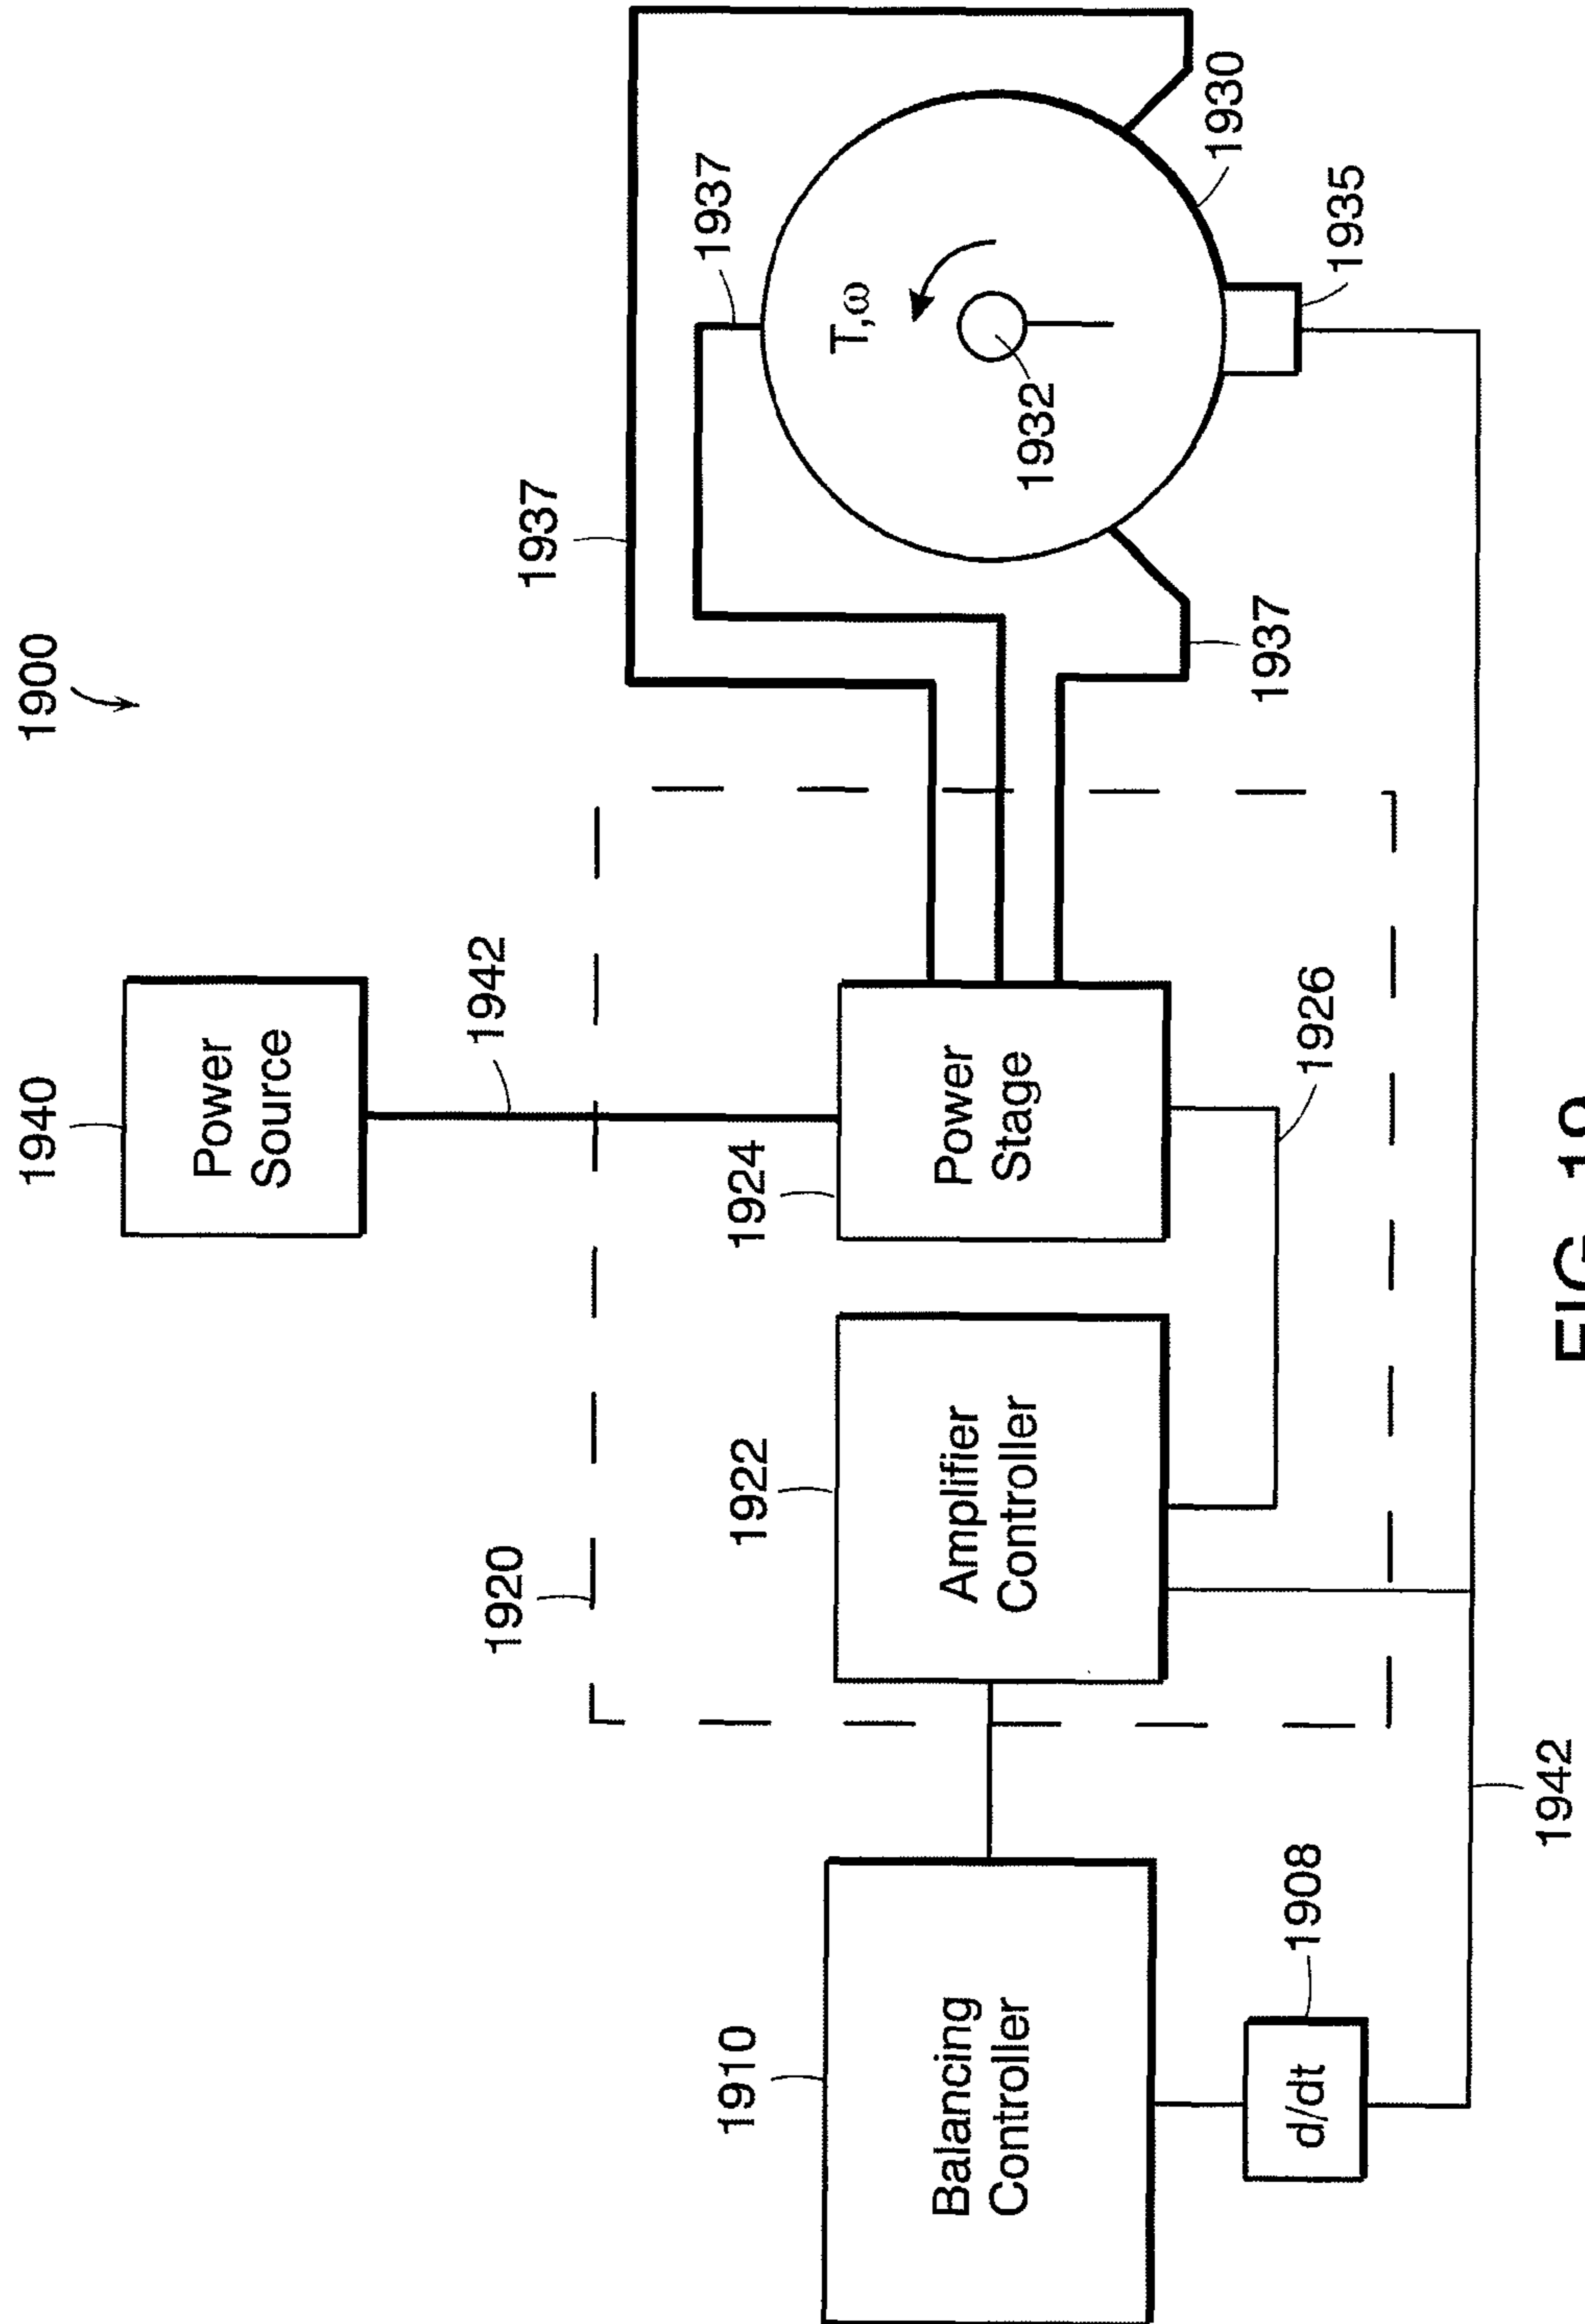 1900
1940
Power
Source
1942
1937
1937
T,ω
1932
1930
1935
1937
1920
1922
Amplifier
Controller
1924
Power
Stage
1926
1910
Balancing
Controller
d/dt
1908
1942
FIG